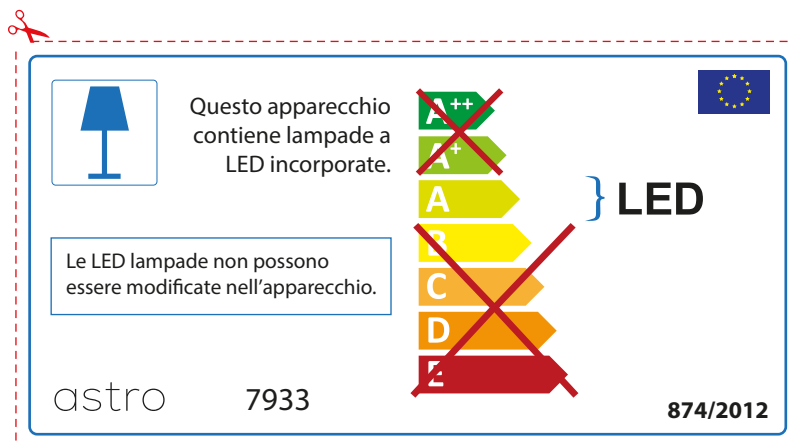 Questo apparecchio
contiene lampade a
LED incorporate.
A++
A+
A
B
C
D
E
LED
Le LED lampade non possono
essere modificate nell'apparecchio.
astro
7933
874/2012